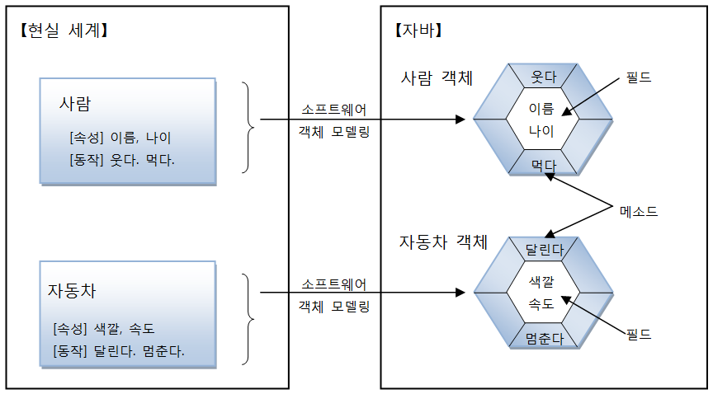 【현실 세계】
사람
[속성] 이름, 나이
[동작] 웃다. 먹다.
자동차
[속성] 색깔, 속도
[동작] 달린다. 멈춘다.
소프트웨어
객체 모델링
소프트웨어
객체 모델링
【자바】
사람 객체
웃다
이름
나이
먹다
필드
메소드
자동차 객체
달린다
색깔
속도
멈춘다
필드